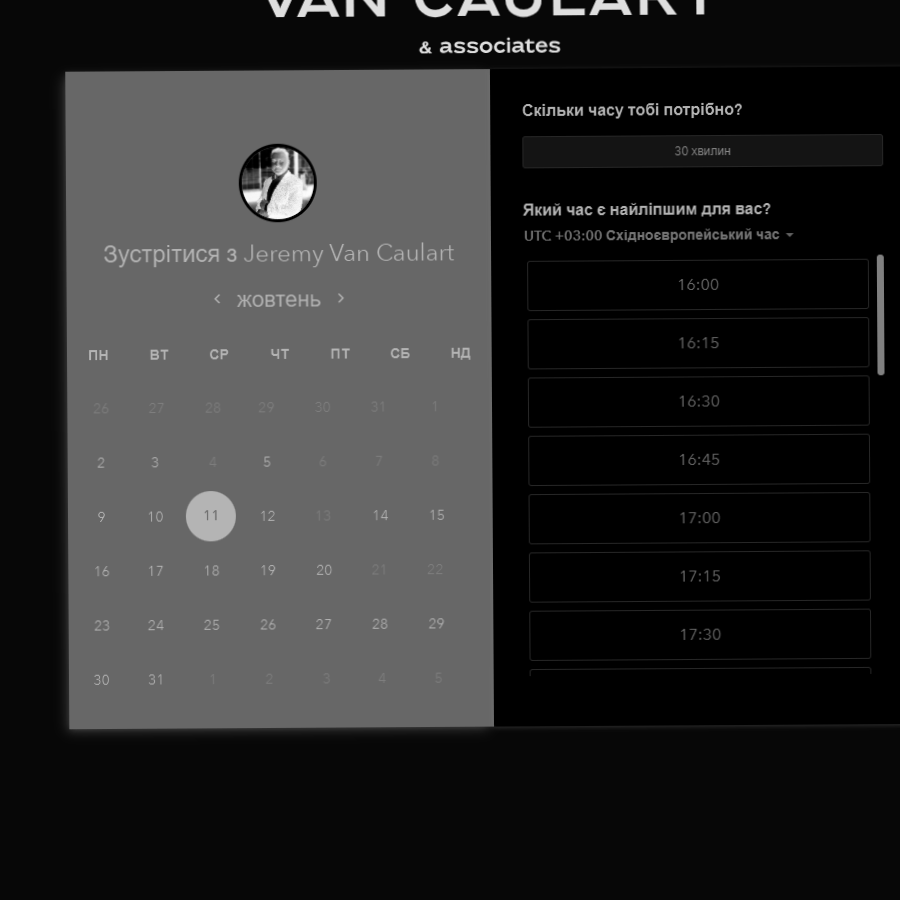 VAN CAULART
& associates
Зустрітися з Jeremy Van Caulart
жовтень
ПН ВТ СР ЧТ ПТ СБ НД
26 27 28 29 30 31 1
2 3 4 5 6 7 8
9 10 11 12 13 14 15
16 17 18 19 20 21 22
23 24 25 26 27 28 29
30 31 1 2 3 4 5
Скільки часу тобі потрібно?
30 хвилин
Який час є найліпшим для вас?
UTC +03:00 Східноєвропейський час
16:00
16:15
16:30
16:45
17:00
17:15
17:30